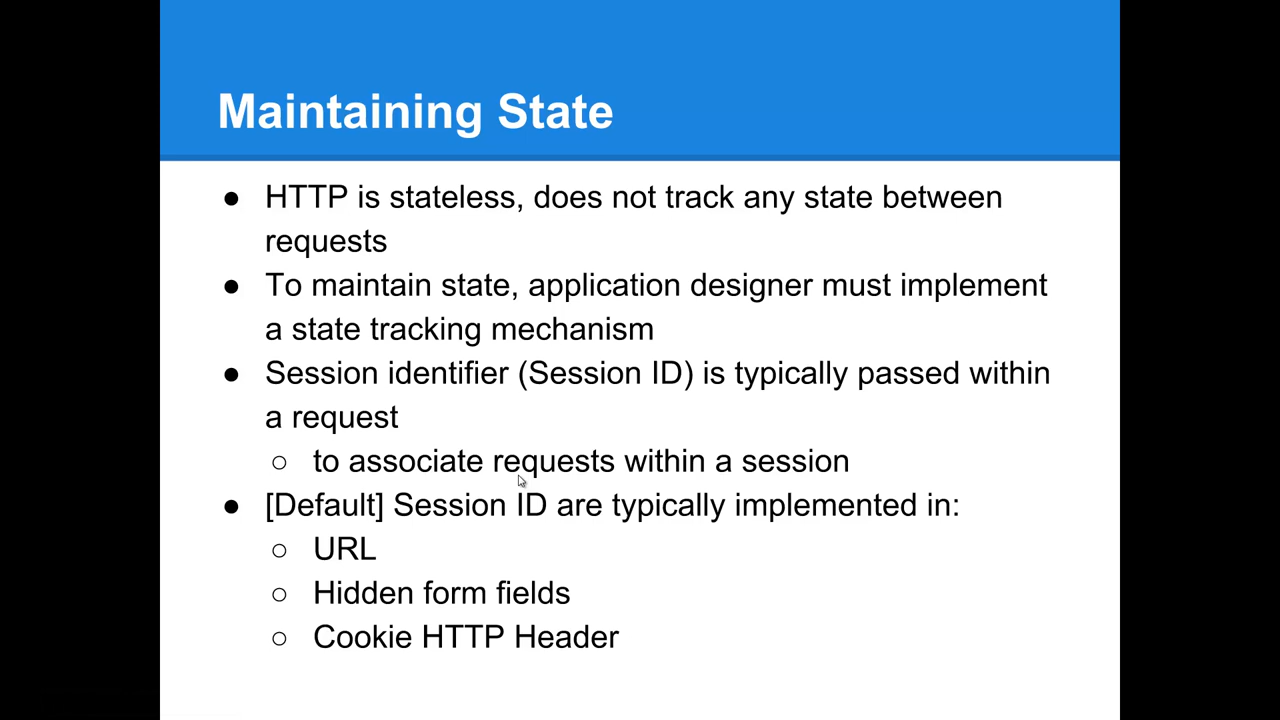 Maintaining State
● HTTP is stateless, does not track any state between
requests
● To maintain state, application designer must implement
a state tracking mechanism
● Session identifier (Session ID) is typically passed within
a request
○ to associate requests within a session
● [Default] Session ID are typically implemented in:
○ URL
○ Hidden form fields
○ Cookie HTTP Header